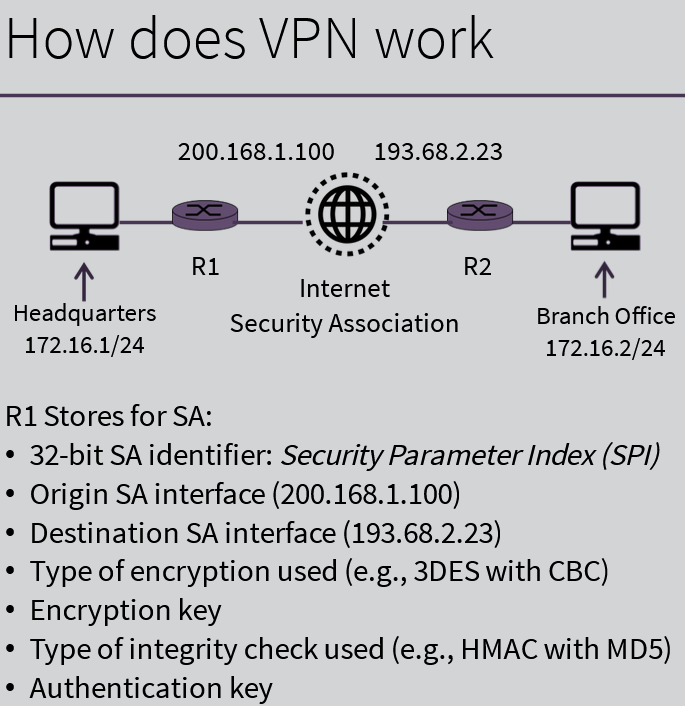 How does VPN work
200.168.1.100
193.68.2.23
R1
R2
Internet
Security Association
Headquarters
172.16.1/24
Branch Office
172.16.2/24
R1 Stores for SA:
• 32-bit SA identifier: Security Parameter Index (SPI)
• Origin SA interface (200.168.1.100)
• Destination SA interface (193.68.2.23)
• Type of encryption used (e.g., 3DES with CBC)
• Encryption key
• Type of integrity check used (e.g., HMAC with MD5)
• Authentication key